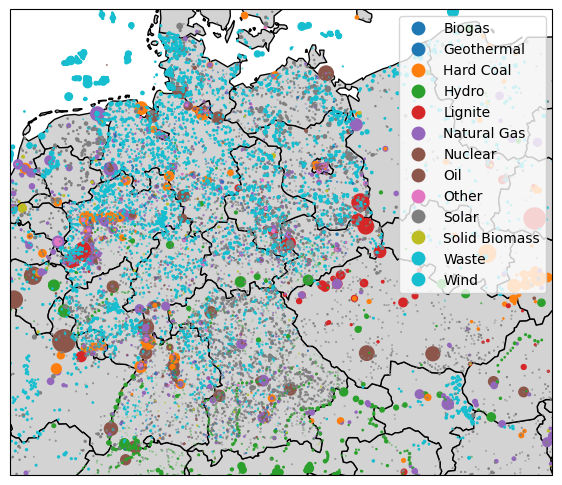 Biogas
Geothermal
Hard Coal
Hydro
Lignite
Natural Gas
Nuclear
Oil
Other
Solar
Solid Biomass
Waste
Wind